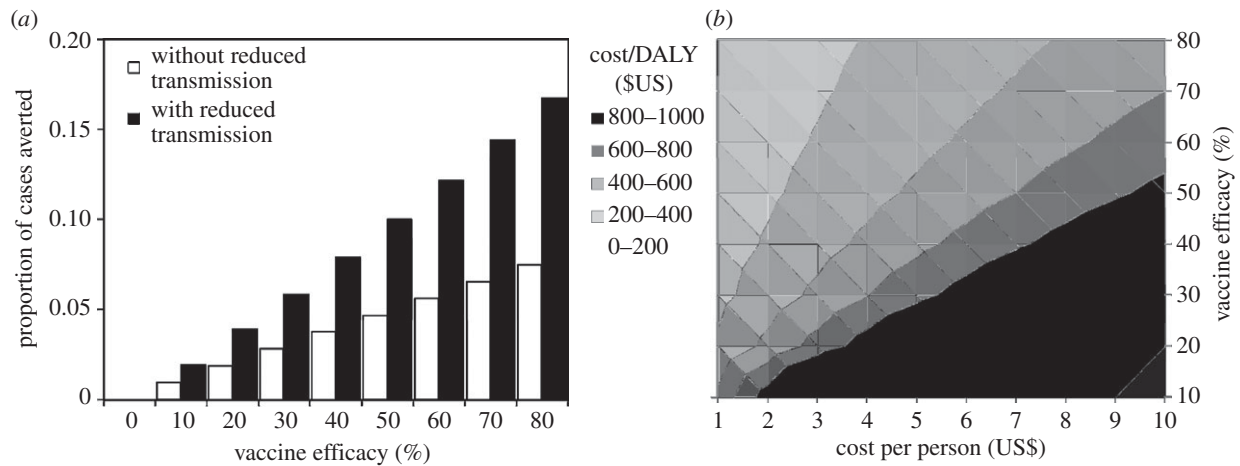 (a)
0.20
0.15
0.10
0.05
0
proportion of cases averted
without reduced
transmission
with reduced
transmission
0 10 20 30 40 50 60 70 80
vaccine efficacy (%)
(b)
cost/DALY
($US)
800–1000
600–800
400–600
200–400
0–200
80
70
60
50
40
30
20
10
vaccine efficacy (%)
1 2 3 4 5 6 7 8 9 10
cost per person (US$)